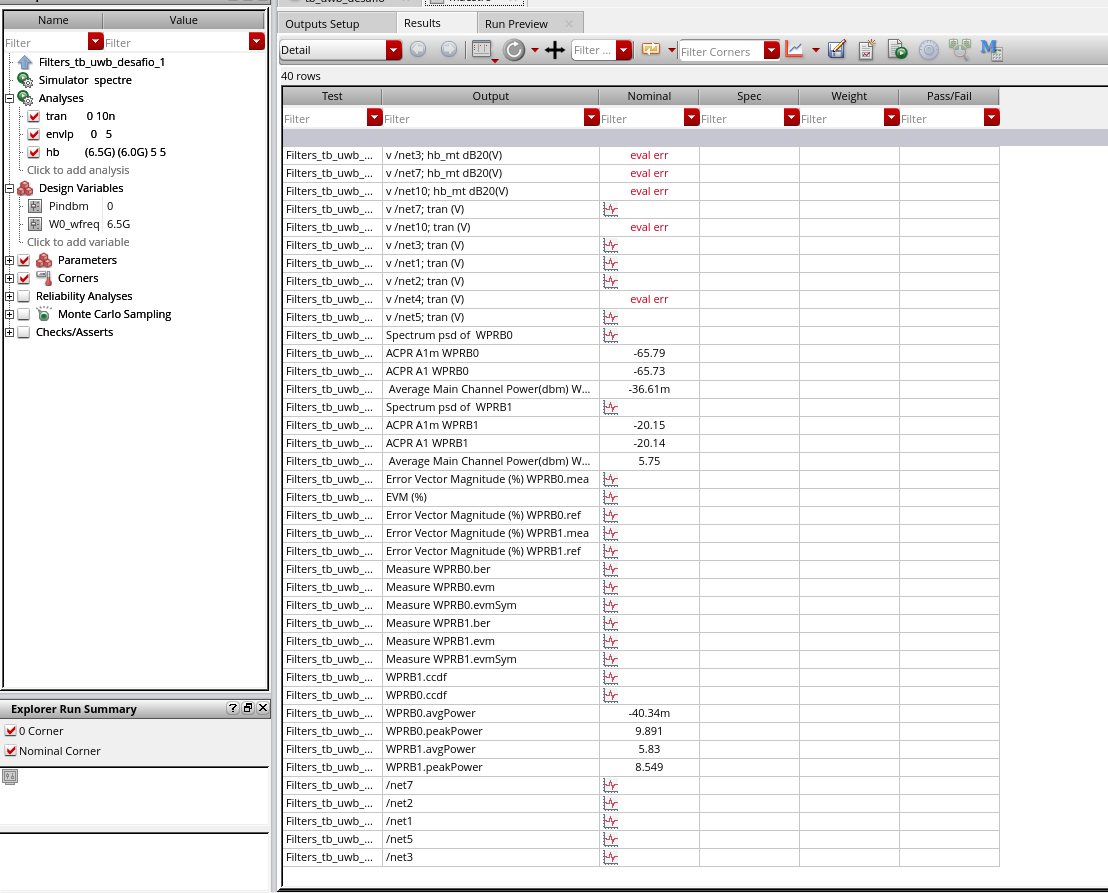 Name Value
Filter Filter
Filters_tb_uwb_desafio_1
Simulator spectre
Analyses
tran 0 10n
envlp 0 5
hb (6.5G) (6.0G) 5 5
Click to add analysis
Design Variables
Pindbm 0
W0_wfreq 6.5G
Click to add variable
Parameters
Corners
Reliability Analyses
Monte Carlo Sampling
Checks/Asserts
Explorer Run Summary
0 Corner
Nominal Corner
Outputs Setup Results Run Preview
Detail Filter ... Filter Corners
40 rows
Test Output Nominal Spec Weight Pass/Fail
Filter Filter Filter Filter Filter Filter
Filters_tb_uwb_... v /net3; hb_mt dB20(V) eval err
Filters_tb_uwb_... v /net7; hb_mt dB20(V) eval err
Filters_tb_uwb_... v /net10; hb_mt dB20(V) eval err
Filters_tb_uwb_... v /net7; tran (V)
Filters_tb_uwb_... v /net10; tran (V) eval err
Filters_tb_uwb_... v /net3; tran (V)
Filters_tb_uwb_... v /net1; tran (V)
Filters_tb_uwb_... v /net2; tran (V)
Filters_tb_uwb_... v /net4; tran (V) eval err
Filters_tb_uwb_... v /net5; tran (V)
Filters_tb_uwb_... Spectrum psd of WPRB0
Filters_tb_uwb_... ACPR A1m WPRB0 -65.79
Filters_tb_uwb_... ACPR A1 WPRB0 -65.73
Filters_tb_uwb_... Average Main Channel Power(dbm) W... -36.61m
Filters_tb_uwb_... Spectrum psd of WPRB1
Filters_tb_uwb_... ACPR A1m WPRB1 -20.15
Filters_tb_uwb_... ACPR A1 WPRB1 -20.14
Filters_tb_uwb_... Average Main Channel Power(dbm) W... 5.75
Filters_tb_uwb_... Error Vector Magnitude (%) WPRB0.mea
Filters_tb_uwb_... EVM (%)
Filters_tb_uwb_... Error Vector Magnitude (%) WPRB0.ref
Filters_tb_uwb_... Error Vector Magnitude (%) WPRB1.mea
Filters_tb_uwb_... Error Vector Magnitude (%) WPRB1.ref
Filters_tb_uwb_... Measure WPRB0.ber
Filters_tb_uwb_... Measure WPRB0.evm
Filters_tb_uwb_... Measure WPRB0.evmSym
Filters_tb_uwb_... Measure WPRB1.ber
Filters_tb_uwb_... Measure WPRB1.evm
Filters_tb_uwb_... Measure WPRB1.evmSym
Filters_tb_uwb_... WPRB1.ccdf
Filters_tb_uwb_... WPRB0.ccdf
Filters_tb_uwb_... WPRB0.avgPower -40.34m
Filters_tb_uwb_... WPRB0.peakPower 9.891
Filters_tb_uwb_... WPRB1.avgPower 5.83
Filters_tb_uwb_... WPRB1.peakPower 8.549
Filters_tb_uwb_... /net7
Filters_tb_uwb_... /net2
Filters_tb_uwb_... /net1
Filters_tb_uwb_... /net5
Filters_tb_uwb_... /net3